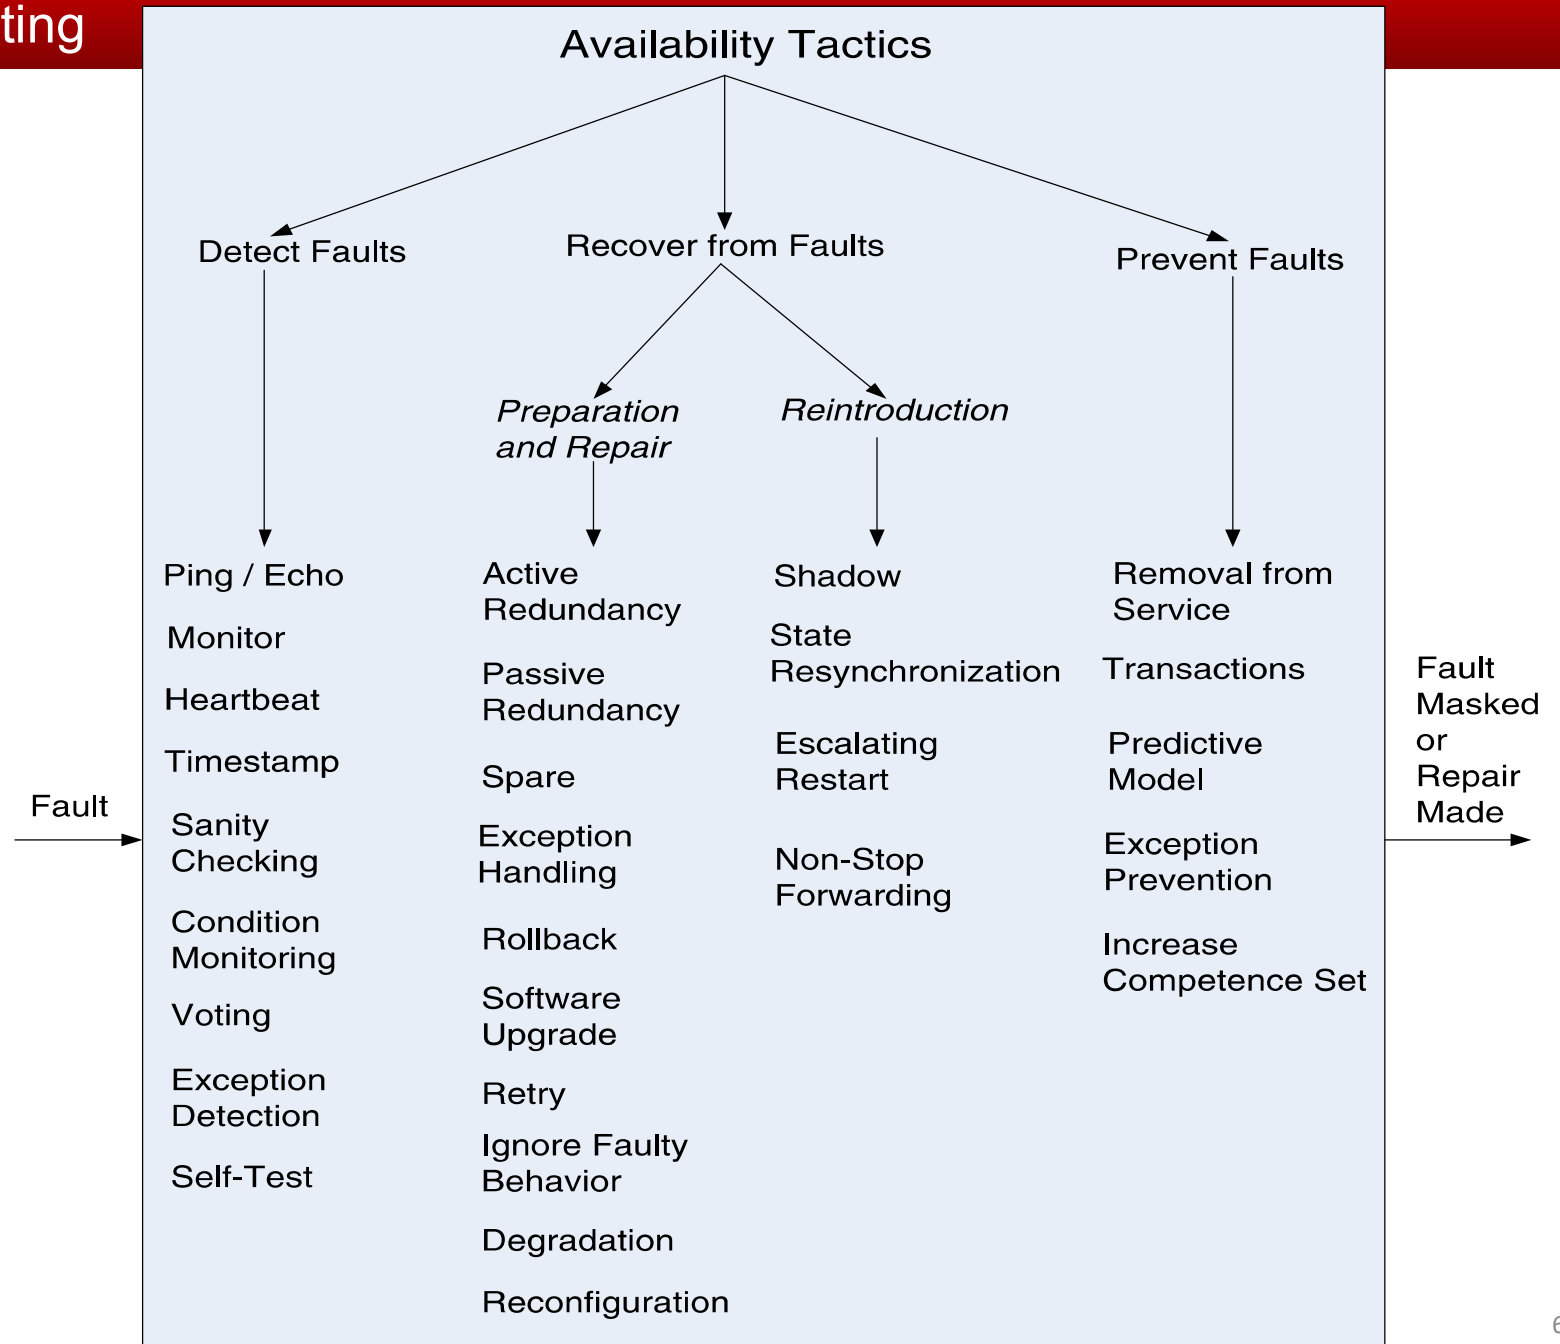 ting
Availability Tactics
Detect Faults
Recover from Faults
Prevent Faults
Preparation
and Repair
Reintroduction
Fault
Ping / Echo
Monitor
Heartbeat
Timestamp
Sanity
Checking
Condition
Monitoring
Voting
Exception
Detection
Self-Test
Active
Redundancy
Passive
Redundancy
Spare
Exception
Handling
Rollback
Software
Upgrade
Retry
Ignore Faulty
Behavior
Degradation
Reconfiguration
Shadow
State
Resynchronization
Escalating
Restart
Non-Stop
Forwarding
Removal from
Service
Transactions
Predictive
Model
Exception
Prevention
Increase
Competence Set
Fault
Masked
or
Repair
Made